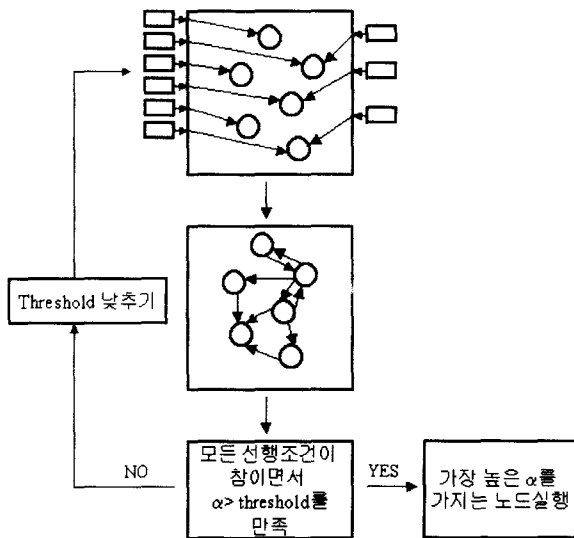 Threshold 낮추기
모든 선행조건이
참이면서
α> threshold를
만족
NO
YES
가장 높은 α를
가지는 노드실행